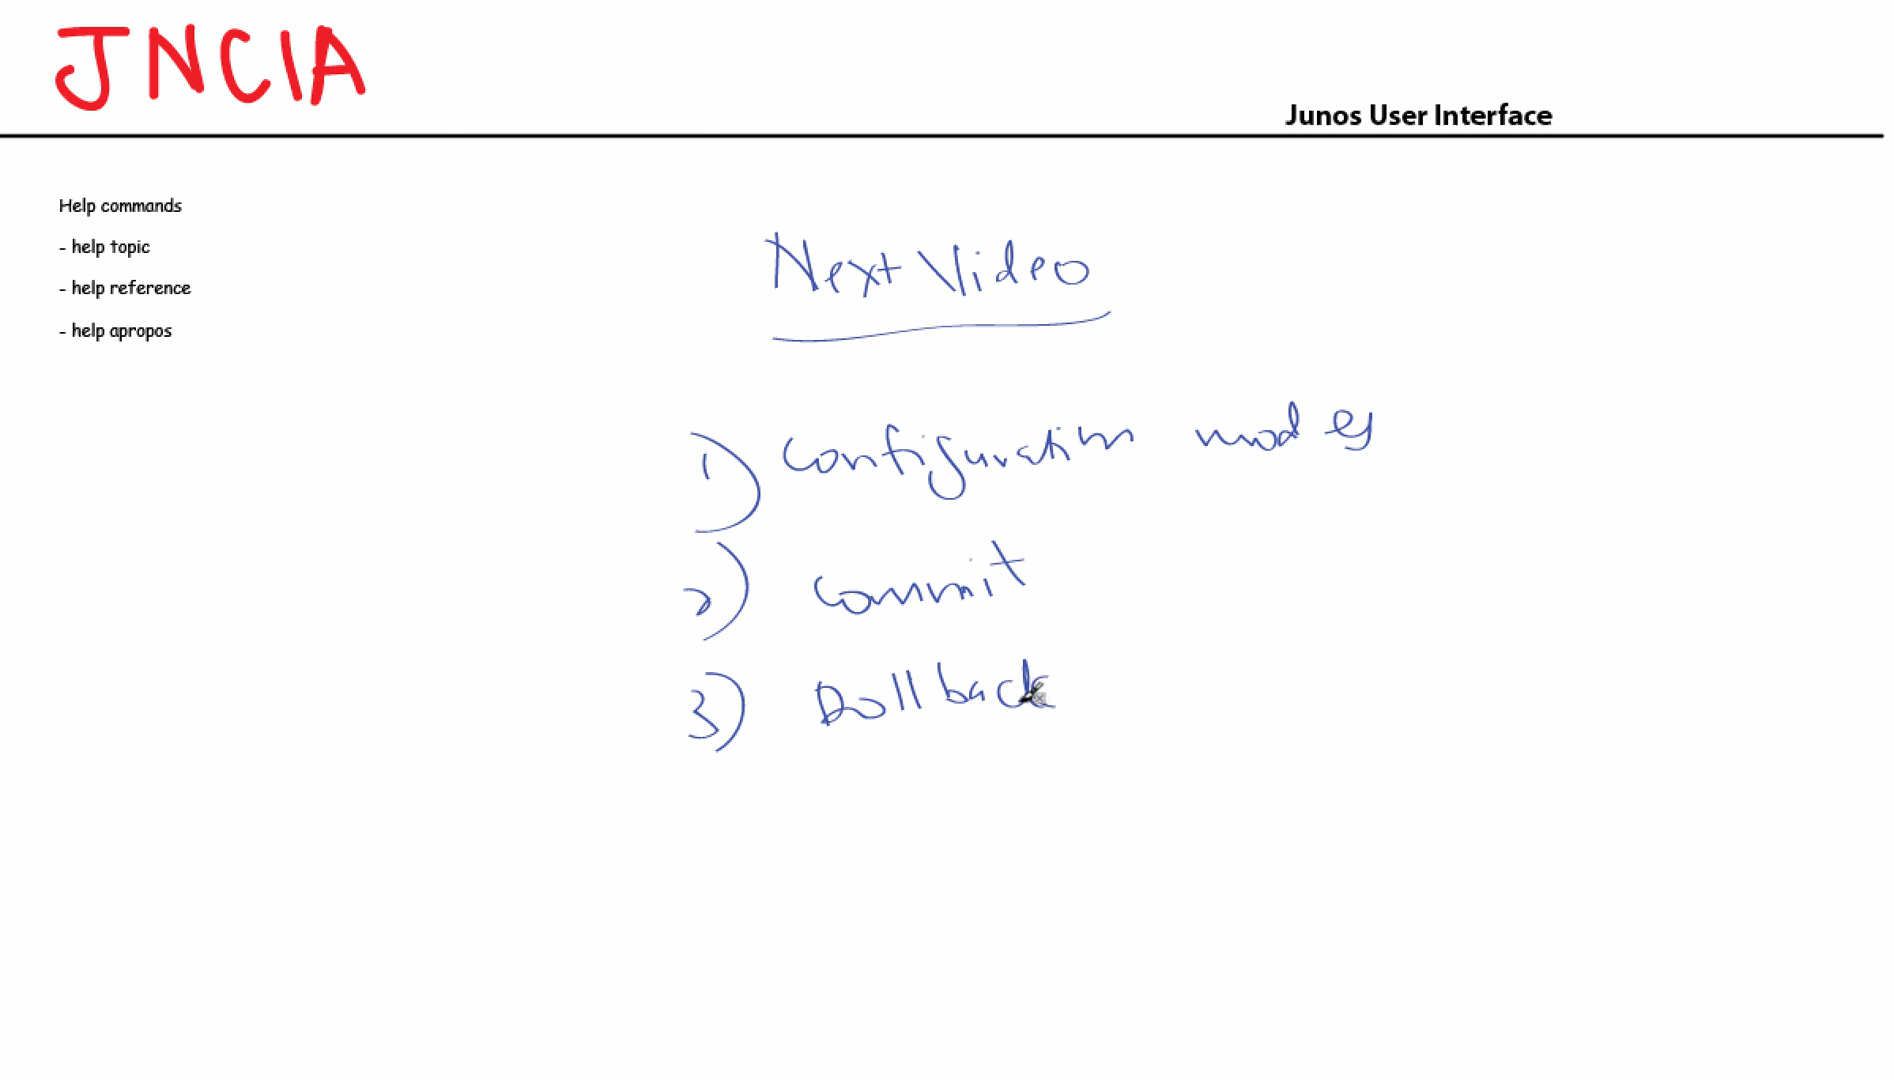 JNCIA
Junos User Interface
Help commands
- help topic
- help reference
- help apropos
Next Video
1) Configuration modes
2) Commit
3) Rollback